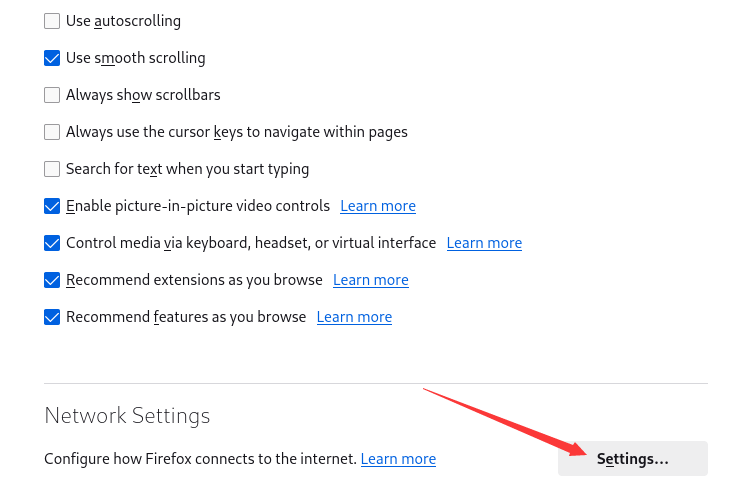 Use autoscrolling
Use smooth scrolling
Always show scrollbars
Always use the cursor keys to navigate within pages
Search for text when you start typing
Enable picture-in-picture video controls Learn more
Control media via keyboard, headset, or virtual interface Learn more
Recommend extensions as you browse Learn more
Recommend features as you browse Learn more
Network Settings
Configure how Firefox connects to the internet. Learn more Settings...